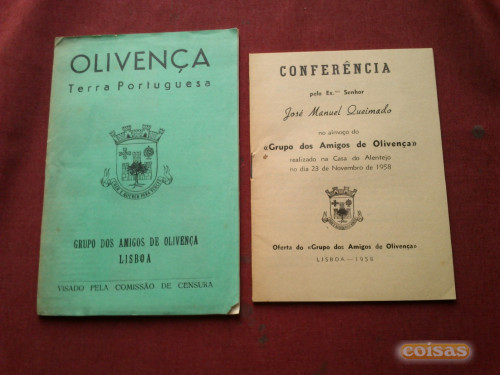 OLIVENÇA
Terra Portuguesa
GRUPO DOS AMIGOS DE OLIVENÇA
LISBOA
VISADO PELA COMISSÃO DE CENSURA
CONFERÊNCIA
pelo Ex.mo Senhor
José Manuel Queimado
no almoço do
«Grupo dos Amigos de Olivença»
realizado na Casa do Alentejo
no dia 23 de Novembro de 1958
Oferta do «Grupo dos Amigos de Olivença»
LISBOA—1958
coisas